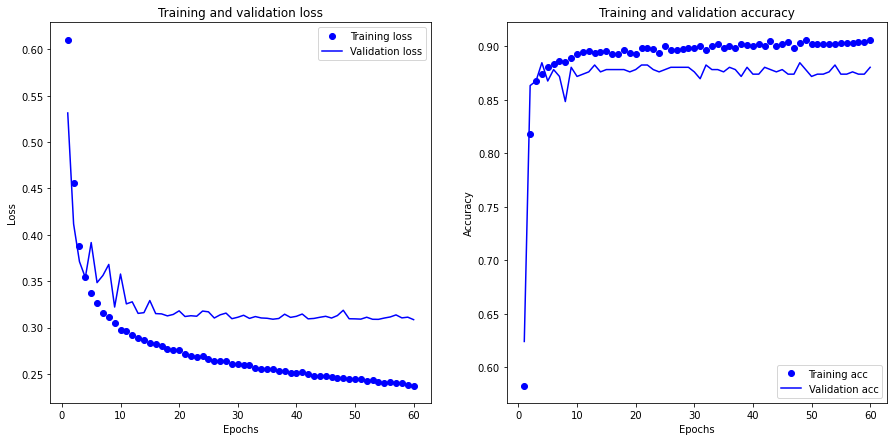 Training and validation loss
Training loss
Validation loss
0.60
0.55
0.50
0.45
0.40
0.35
0.30
0.25
Loss
0 10 20 30 40 50 60
Epochs
Training and validation accuracy
0.90
0.85
0.80
0.75
0.70
0.65
0.60
Accuracy
Training acc
Validation acc
0 10 20 30 40 50 60
Epochs